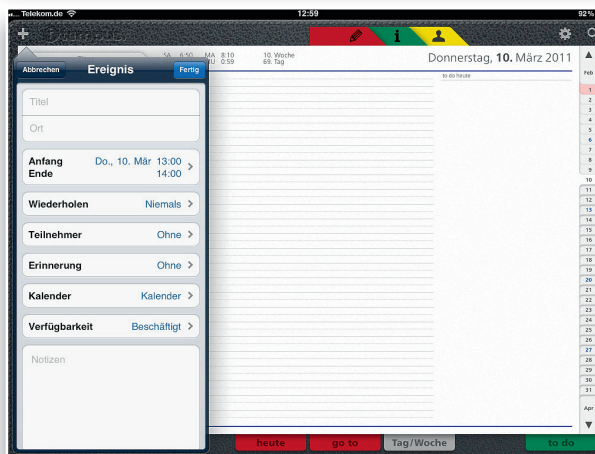 Telekom.de 12:59 92%
tempus.
SA 6:50 MA 8:10 10. Woche
0:59 69. Tag
Donnerstag, 10. März 2011
to do heute
Abbrechen Ereignis Fertig
Titel
Ort
Anfang Do., 10. Mär 13:00
Ende 14:00
Wiederholen Niemals
Teilnehmer Ohne
Erinnerung Ohne
Kalender Kalender
Verfügbarkeit Beschäftigt
Notizen
Feb
1
2
3
4
5
6
7
8
9
10
11
12
13
14
15
16
17
18
19
20
21
22
23
24
25
26
27
28
29
30
31
Apr
heute go to Tag/Woche to do